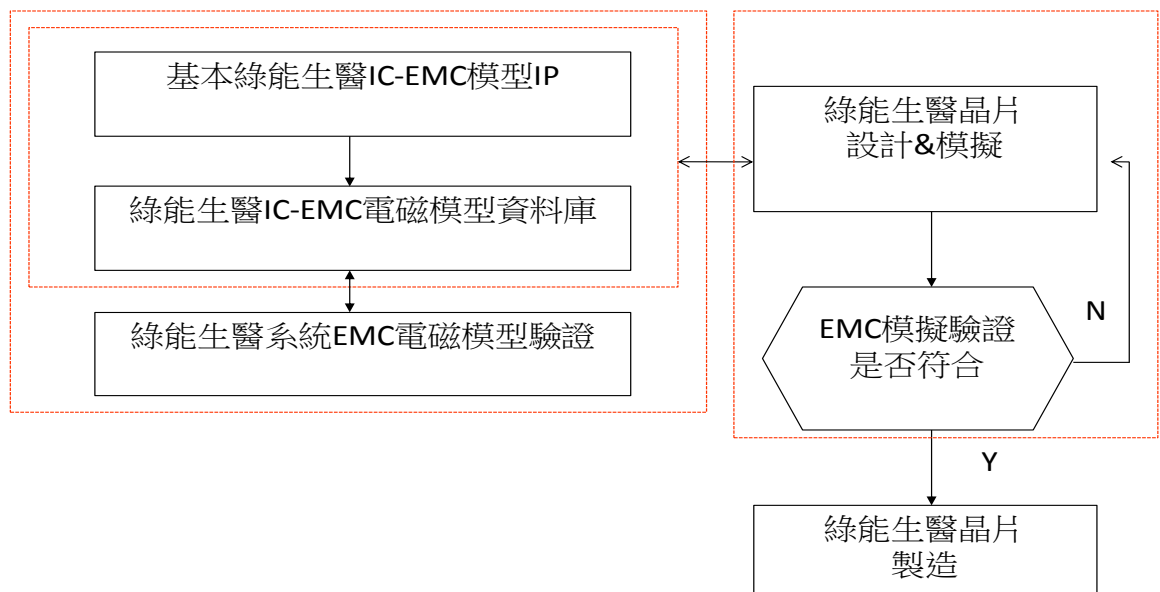 基本綠能生醫IC-EMC模型IP
綠能生醫IC-EMC電磁模型資料庫
綠能生醫系統EMC電磁模型驗證
綠能生醫晶片
設計&模擬
EMC模擬驗證
是否符合
N
Y
綠能生醫晶片
製造